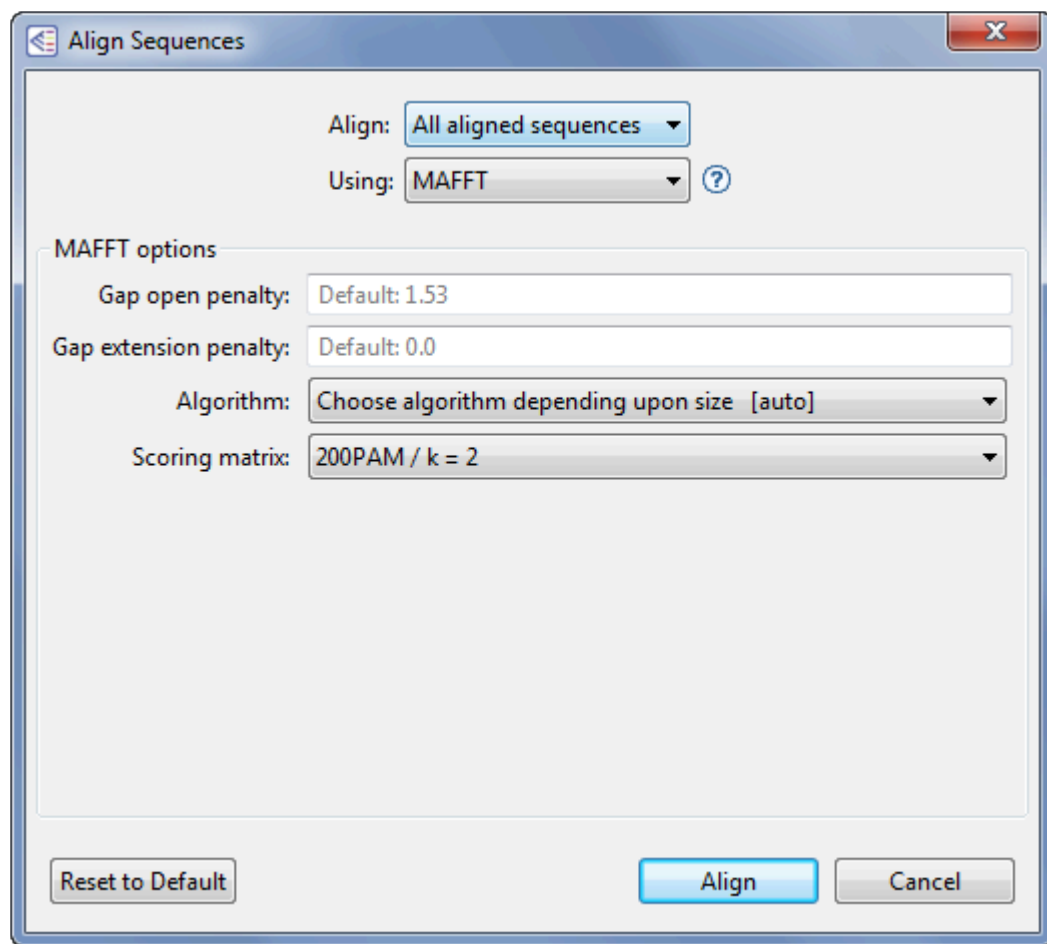 Align Sequences
Align: All aligned sequences
Using: MAFFT ?
MAFFT options
Gap open penalty: Default: 1.53
Gap extension penalty: Default: 0.0
Algorithm: Choose algorithm depending upon size [auto]
Scoring matrix: 200PAM / k = 2
Reset to Default Align Cancel